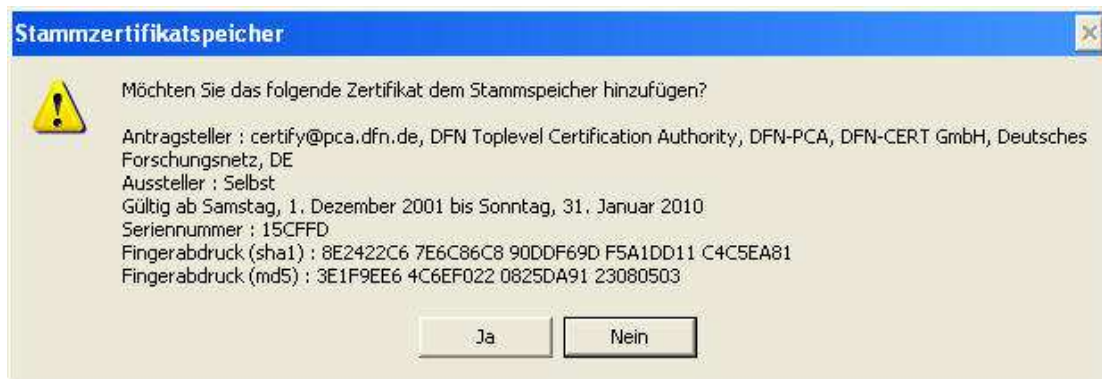 Stammzertifikatspeicher
Möchten Sie das folgende Zertifikat dem Stammspeicher hinzufügen?
Antragsteller : certify@pca.dfn.de, DFN Toplevel Certification Authority, DFN-PCA, DFN-CERT GmbH, Deutsches
Forschungsnetz, DE
Aussteller : Selbst
Gültig ab Samstag, 1. Dezember 2001 bis Sonntag, 31. Januar 2010
Seriennummer : 15CFFD
Fingerabdruck (sha1) : 8E2422C6 7E6C86C8 90DDF69D F5A1DD11 C4C5EA81
Fingerabdruck (md5) : 3E1F9EE6 4C6EF022 0825DA91 23080503
Ja Nein